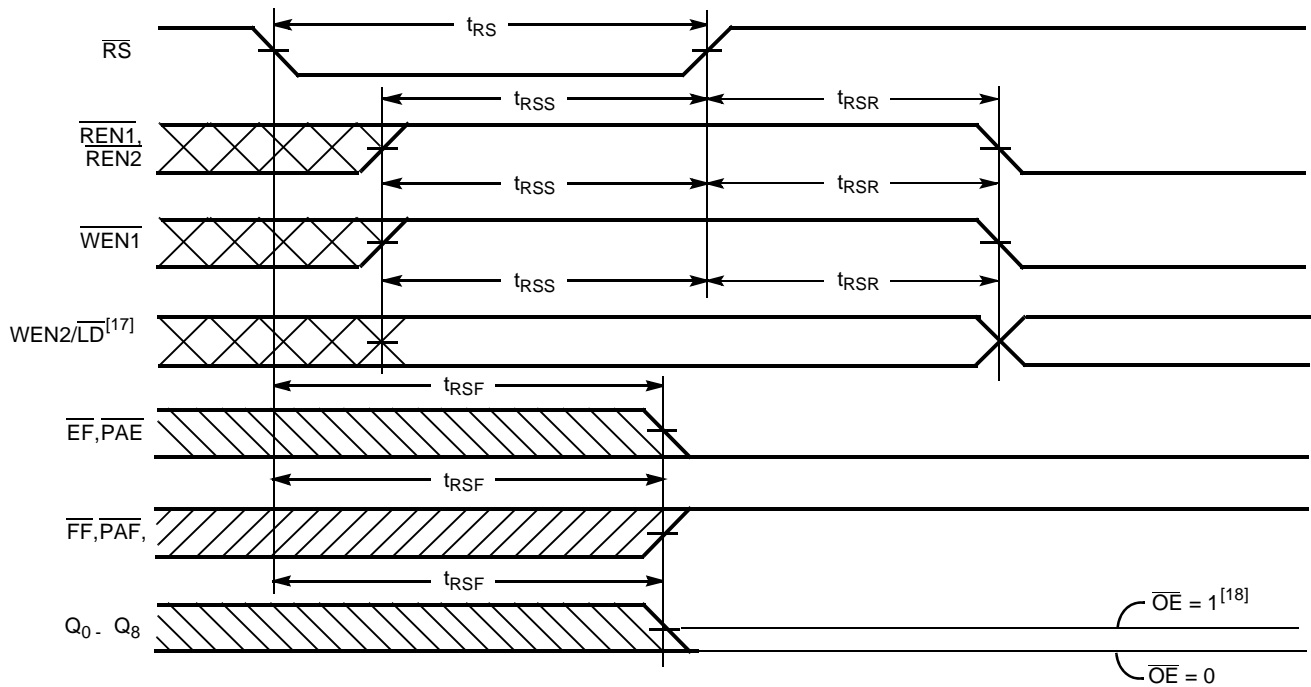 tRS
RS
tRSS
tRSR
REN1,
REN2
tRSS
tRSR
WEN1
tRSS
tRSR
WEN2/LD[17]
tRSF
EF,PAE
tRSF
FF,PAF,
tRSF
OE = 1[18]
Q0 - Q8
OE = 0